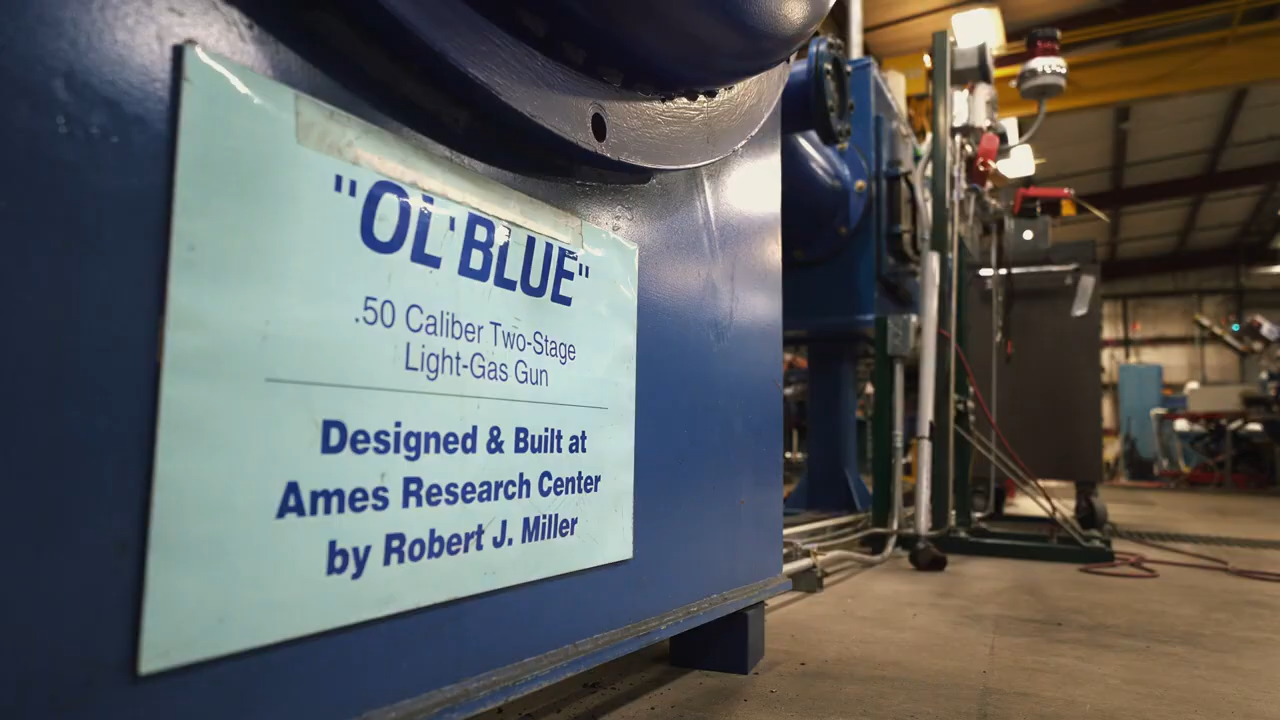 "OL' BLUE"
.50 Caliber Two-Stage
Light-Gas Gun
Designed & Built at
Ames Research Center
by Robert J. Miller